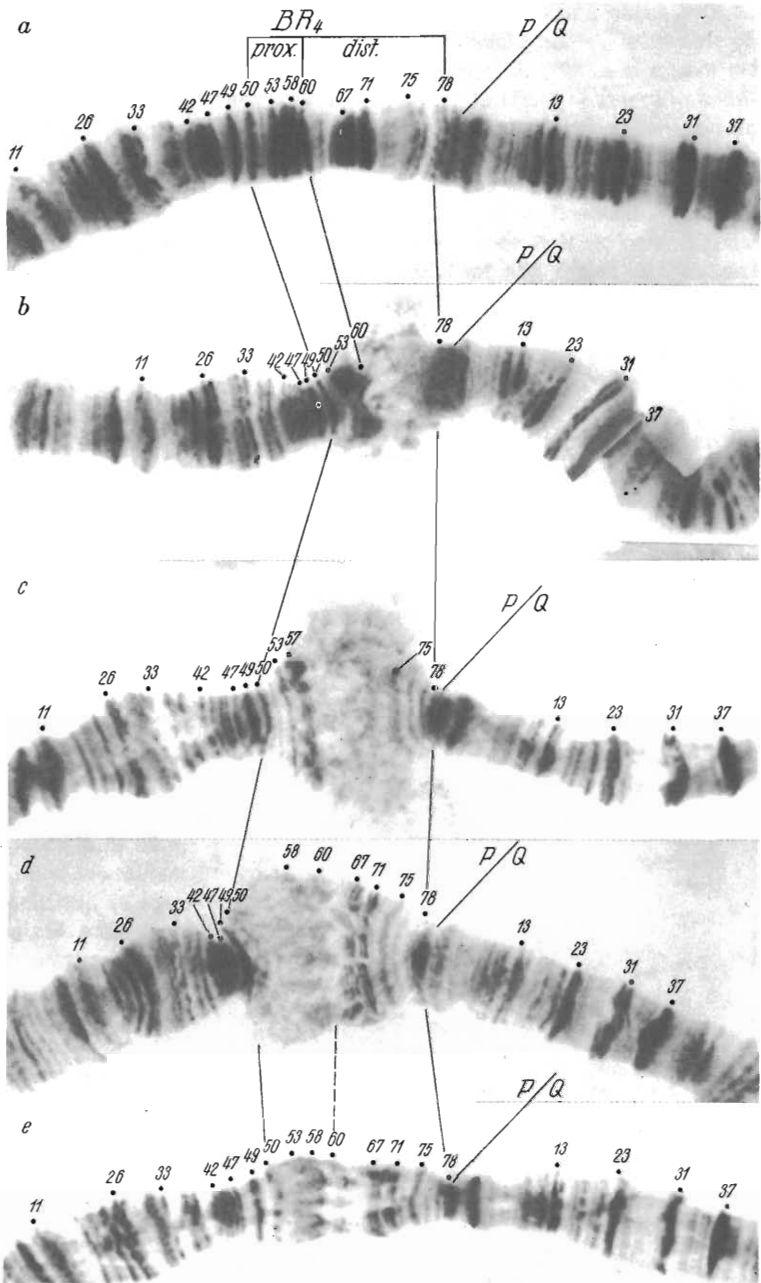 a
BR4
prox. dist.
P/Q
11 26 33 42 47 49 50 53 58 60 67 71 75 78 13 23 31 37
b
P/Q
11 26 33 42 47 49 50 53 60 78 13 23 31 37
c
P/Q
11 26 33 42 47 49 50 53 57 75 78 13 23 31 37
d
P/Q
11 26 33 42 47 49 50 58 60 67 71 75 78 13 23 31 37
e
P/Q
11 26 33 42 47 49 50 53 58 60 67 71 75 78 13 23 31 37